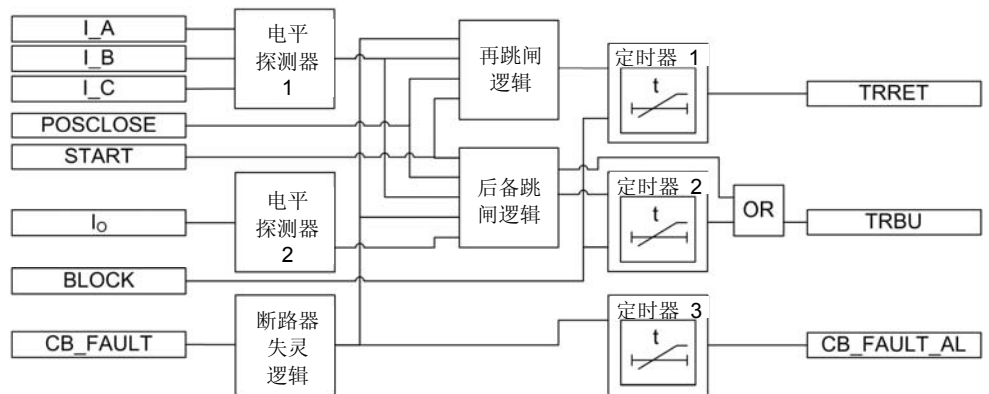 I_A
I_B
I_C
POSCLOSE
START
I₀
BLOCK
CB_FAULT
电平
探测器
1
电平
探测器
2
断路器
失灵
逻辑
再跳闸
逻辑
后备跳
闸逻辑
定时器 1
t
定时器 2
t
定时器 3
t
OR
TRRET
TRBU
CB_FAULT_AL